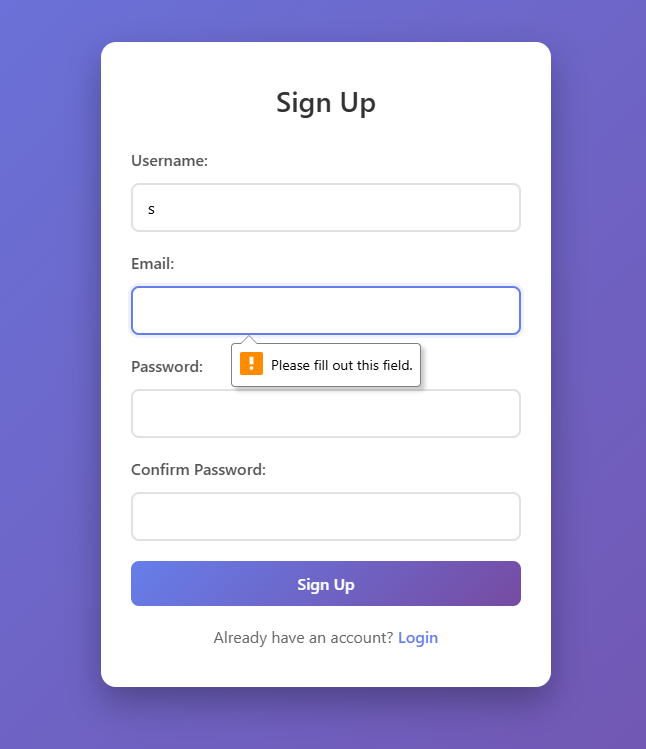 Sign Up
Username:
s
Email:
Please fill out this field.
Password:
Confirm Password:
Sign Up
Already have an account? Login